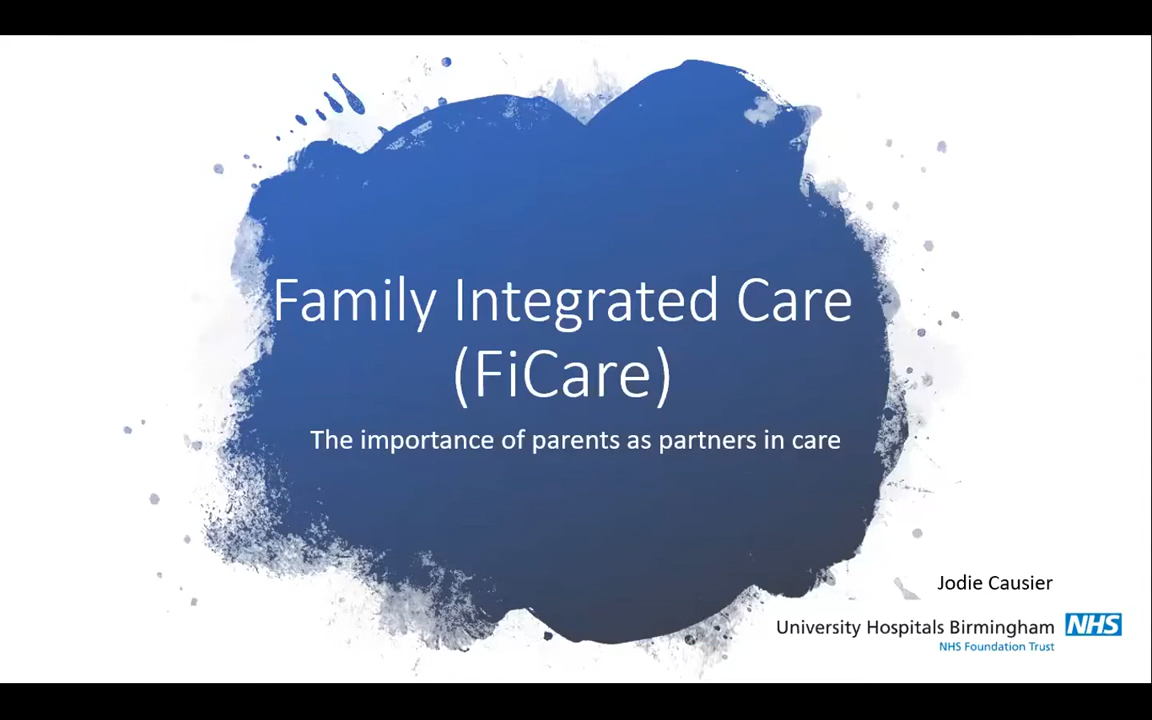 Family Integrated Care
(FiCare)
The importance of parents as partners in care
Jodie Causier
University Hospitals Birmingham NHS
NHS Foundation Trust